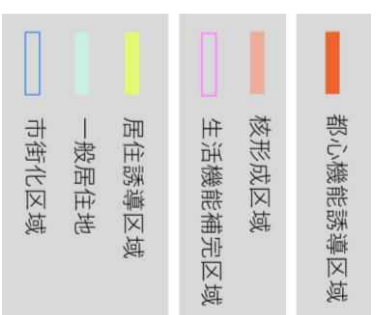 都心機能誘導区域
核形成区域
生活機能補完区域
居住誘導区域
一般居住地
市街化区域